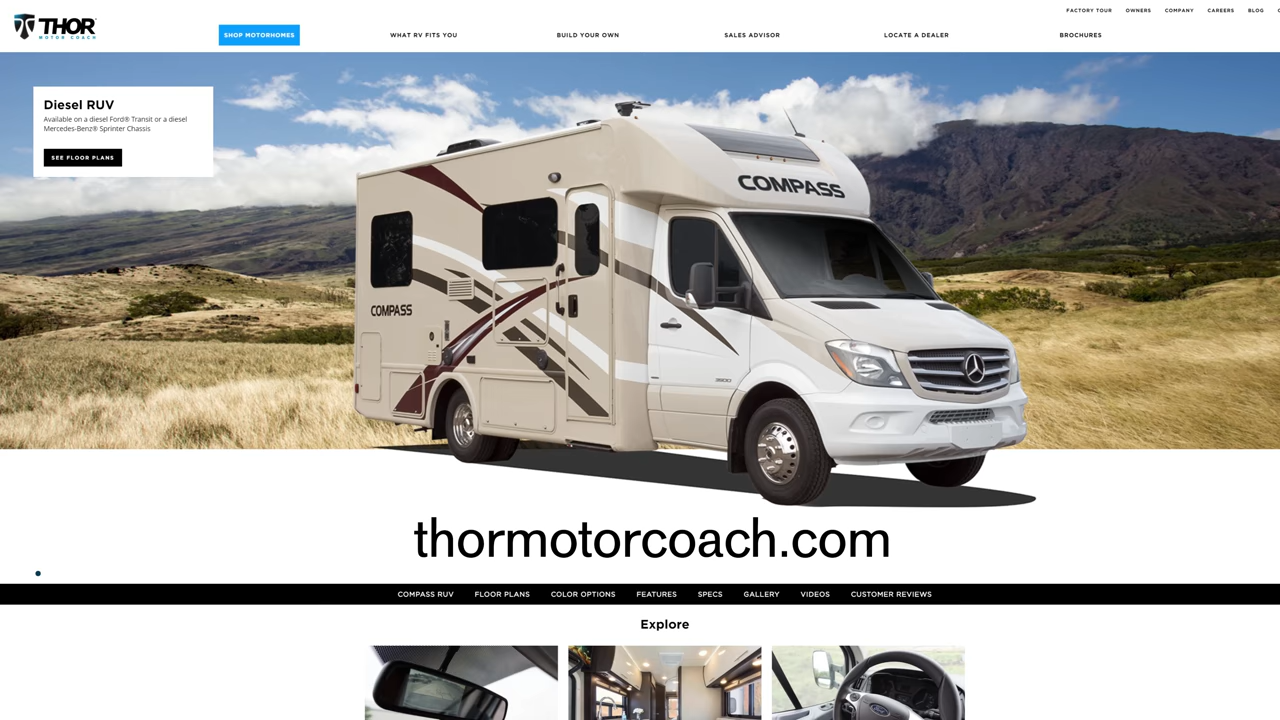 FACTORY TOUR OWNERS COMPANY CAREERS BLOG
THOR
MOTOR COACH
SHOP MOTORHOMES WHAT RV FITS YOU BUILD YOUR OWN SALES ADVISOR LOCATE A DEALER BROCHURES
Diesel RUV
Available on a diesel Ford® Transit or a diesel
Mercedes-Benz® Sprinter Chassis
SEE FLOOR PLANS
COMPASS
COMPASS
3500
thormotorcoach.com
COMPASS RUV FLOOR PLANS COLOR OPTIONS FEATURES SPECS GALLERY VIDEOS CUSTOMER REVIEWS
Explore
Ford